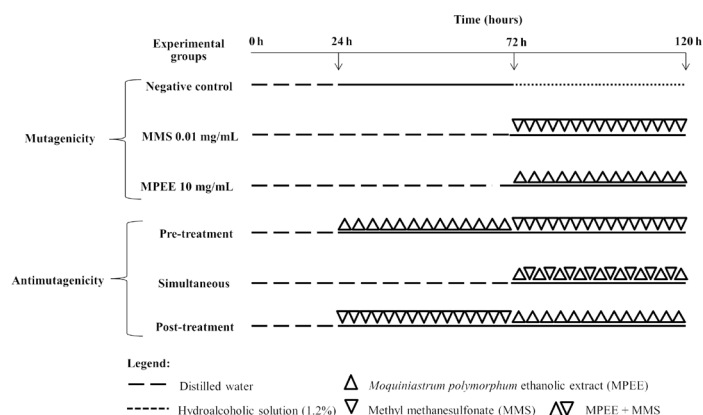 Time (hours)
Experimental groups
0 h 24 h 72 h 120 h
Mutagenicity
Negative control
MMS 0.01 mg/mL
MPEE 10 mg/mL
Antimutagenicity
Pre-treatment
Simultaneous
Post-treatment
Legend:
Distilled water
Moquiniastrum polymorphum ethanolic extract (MPEE)
Hydroalcoholic solution (1.2%)
Methyl methanesulfonate (MMS)
MPEE + MMS